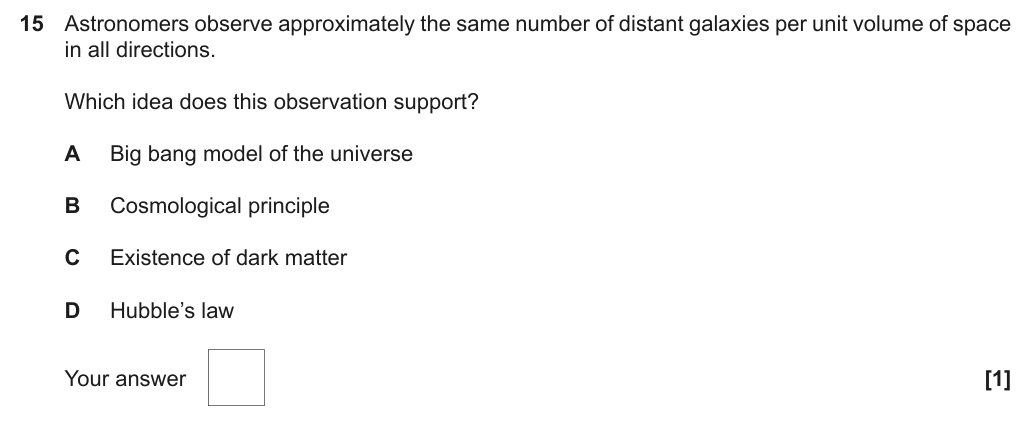 15 Astronomers observe approximately the same number of distant galaxies per unit volume of space
in all directions.
Which idea does this observation support?
A Big bang model of the universe
B Cosmological principle
C Existence of dark matter
D Hubble’s law
Your answer [1]